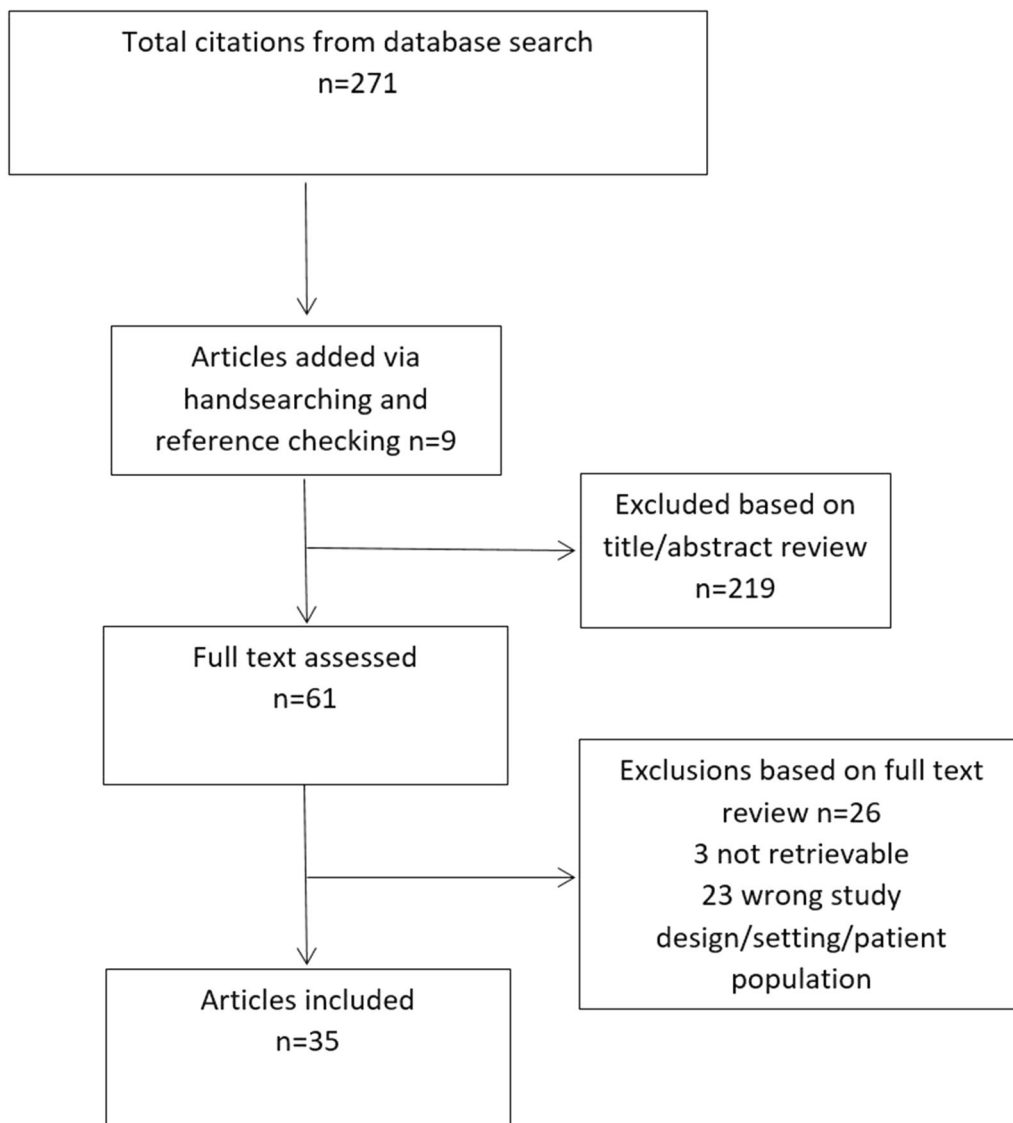 Total citations from database search
n=271
Articles added via
handsearching and
reference checking n=9
Excluded based on
title/abstract review
n=219
Full text assessed
n=61
Exclusions based on full text
review n=26
3 not retrievable
23 wrong study
design/setting/patient
population
Articles included
n=35